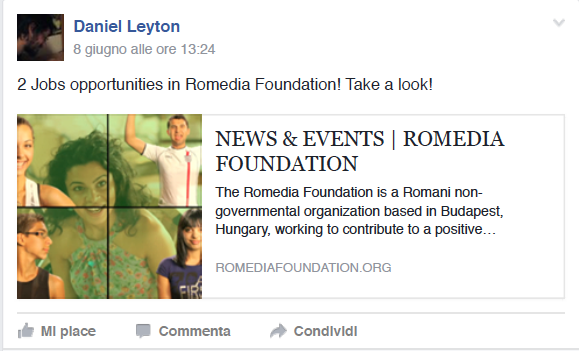 Daniel Leyton
8 giugno alle ore 13:24
2 Jobs opportunities in Romedia Foundation! Take a look!
NEWS & EVENTS | ROMEDIA
FOUNDATION
The Romedia Foundation is a Romani non-
governmental organization based in Budapest,
Hungary, working to contribute to a positive…
ROMEDIAFOUNDATION.ORG
FIRS
Mi piace
Commenta
Condividi